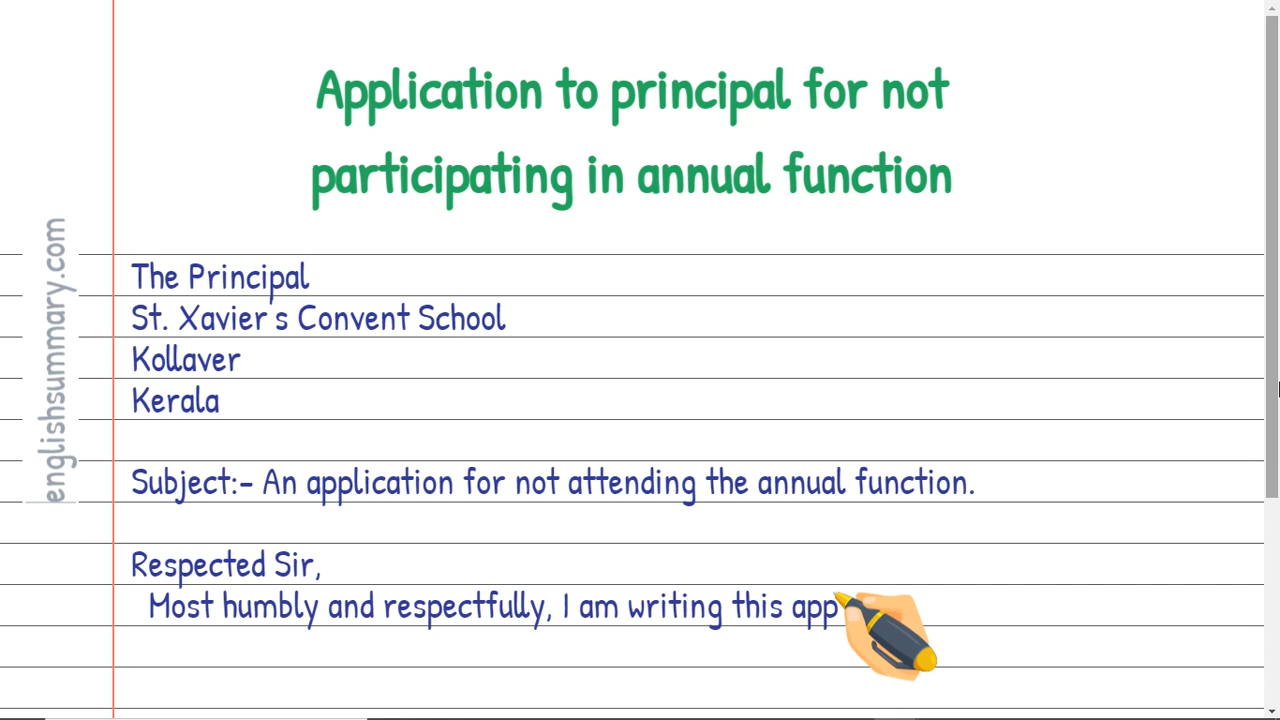 Application to principal for not
participating in annual function
englishsummary.com
The Principal
St. Xavier's Convent School
Kollaver
Kerala
Subject:- An application for not attending the annual function.
Respected Sir,
Most humbly and respectfully, I am writing this app